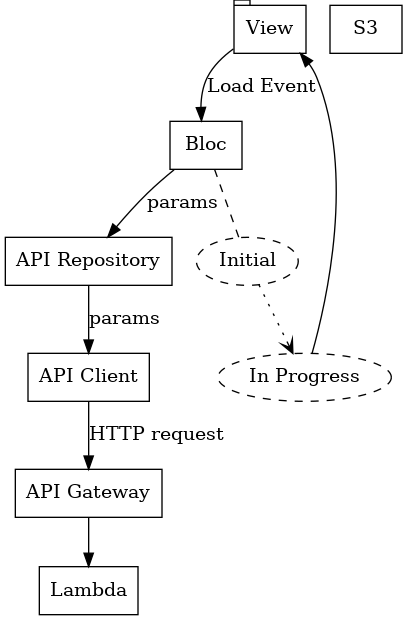 View
S3
Load Event
Bloc
params
API Repository
Initial
params
API Client
In Progress
HTTP request
API Gateway
Lambda